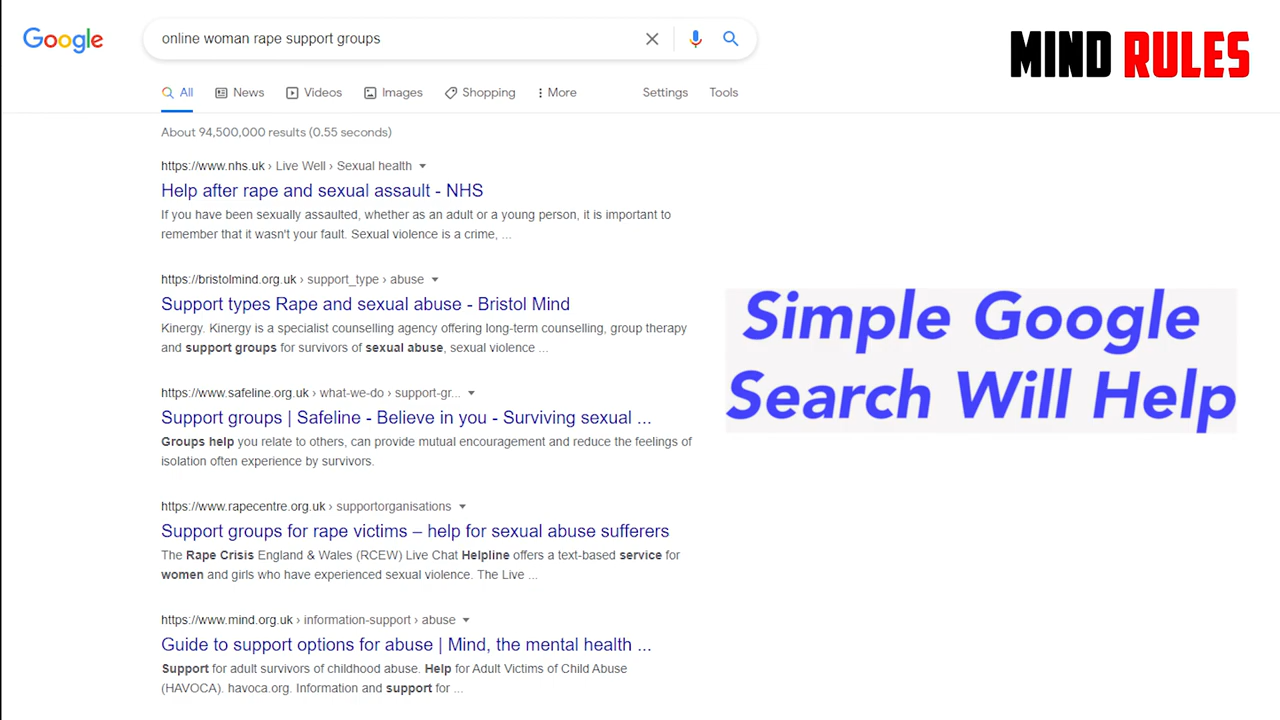 Google
online woman rape support groups
MIND RULES
All News Videos Images Shopping More Settings Tools
About 94,500,000 results (0.55 seconds)
https://www.nhs.uk › Live Well › Sexual health
Help after rape and sexual assault - NHS
If you have been sexually assaulted, whether as an adult or a young person, it is important to
remember that it wasn't your fault. Sexual violence is a crime, ...
https://bristolmind.org.uk › support_type › abuse
Support types Rape and sexual abuse - Bristol Mind
Kinergy. Kinergy is a specialist counselling agency offering long-term counselling, group therapy
and support groups for survivors of sexual abuse, sexual violence ...
https://www.safeline.org.uk › what-we-do › support-gr...
Support groups | Safeline - Believe in you - Surviving sexual ...
Groups help you relate to others, can provide mutual encouragement and reduce the feelings of
isolation often experience by survivors.
https://www.rapecentre.org.uk › supportorganisations
Support groups for rape victims – help for sexual abuse sufferers
The Rape Crisis England & Wales (RCEW) Live Chat Helpline offers a text-based service for
women and girls who have experienced sexual violence. The Live ...
https://www.mind.org.uk › information-support › abuse
Guide to support options for abuse | Mind, the mental health ...
Support for adult survivors of childhood abuse. Help for Adult Victims of Child Abuse
(HAVOCA). havoca.org. Information and support for ...
Simple Google
Search Will Help